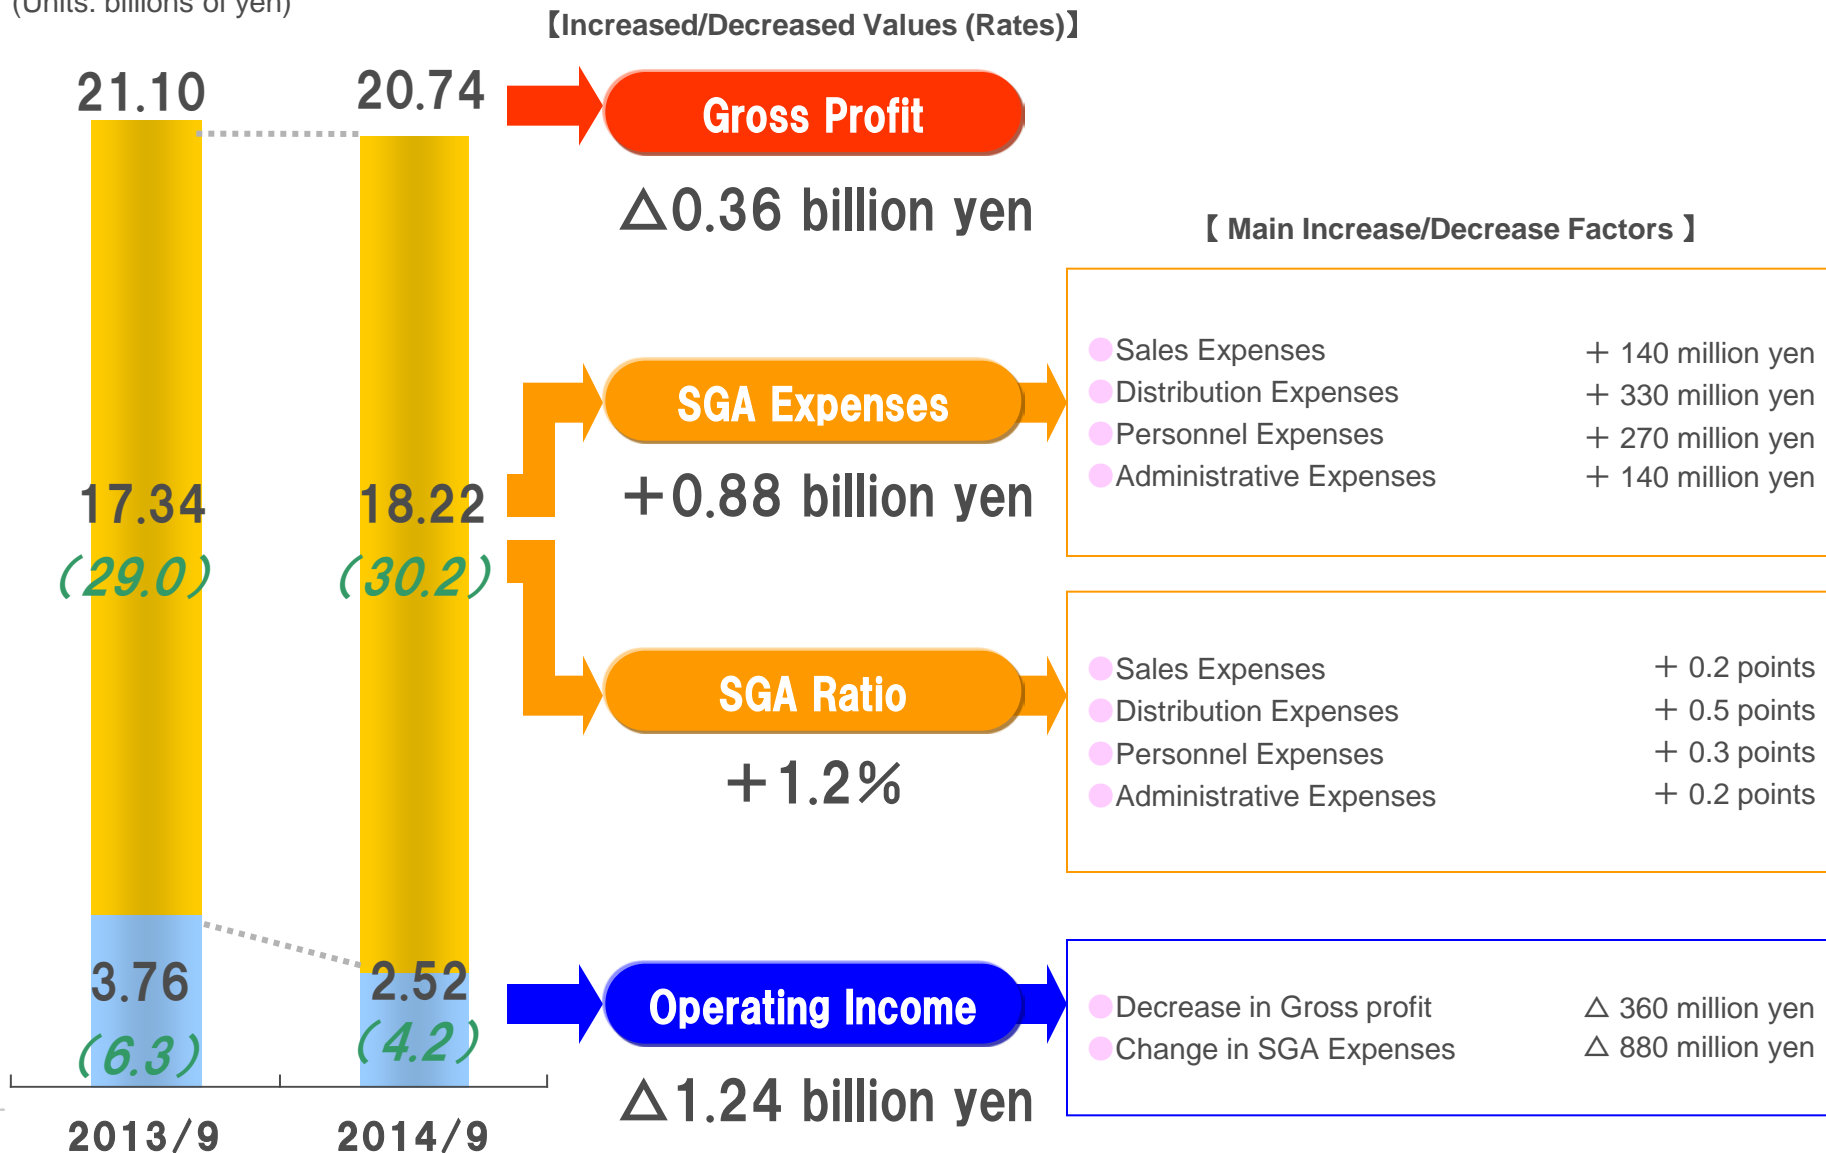 (Units: billions of yen)
【Increased/Decreased Values (Rates)】
21.10
20.74
Gross Profit
△0.36 billion yen
【 Main Increase/Decrease Factors 】
17.34
(29.0)
18.22
(30.2)
SGA Expenses
+0.88 billion yen
Sales Expenses + 140 million yen
Distribution Expenses + 330 million yen
Personnel Expenses + 270 million yen
Administrative Expenses + 140 million yen
SGA Ratio
+1.2%
Sales Expenses + 0.2 points
Distribution Expenses + 0.5 points
Personnel Expenses + 0.3 points
Administrative Expenses + 0.2 points
3.76
(6.3)
2.52
(4.2)
Operating Income
△1.24 billion yen
Decrease in Gross profit △ 360 million yen
Change in SGA Expenses △ 880 million yen
2013/9
2014/9